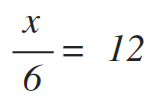 x/6 = 12